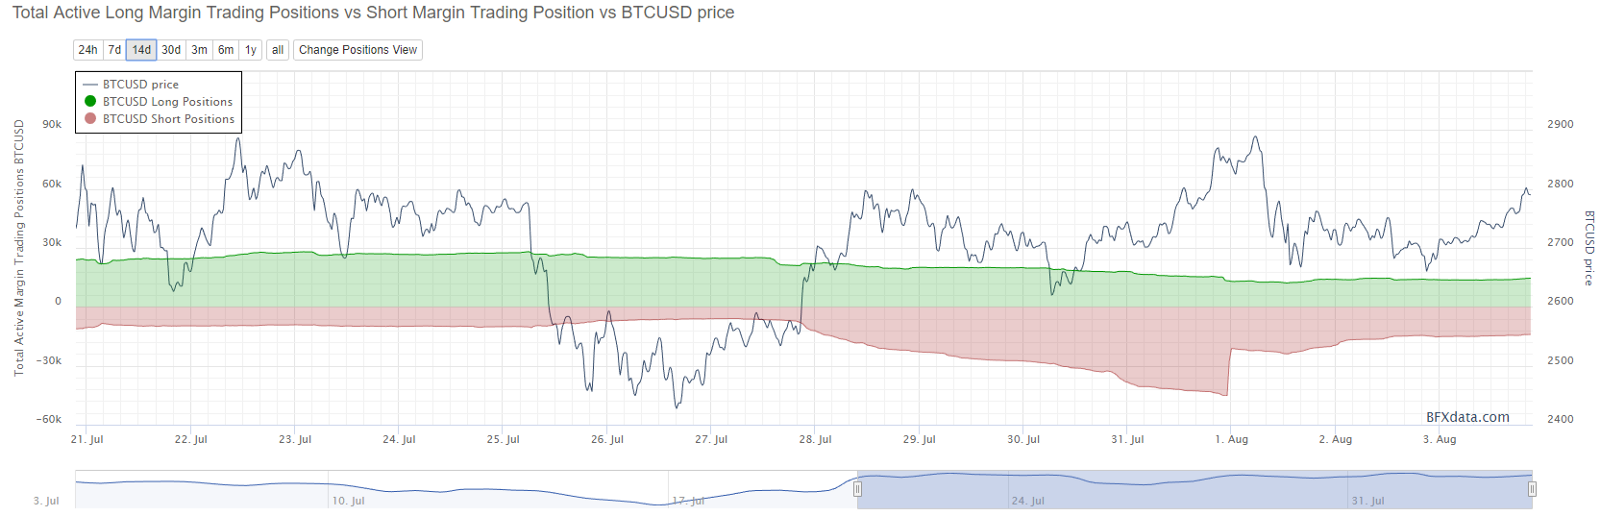 Total Active Long Margin Trading Positions vs Short Margin Trading Position vs BTCUSD price
24h 7d 14d 30d 3m 6m 1y all Change Positions View
BTCUSD price
BTCUSD Long Positions
BTCUSD Short Positions
Total Active Margin Trading Positions BTCUSD
90k
60k
30k
0
-30k
-60k
2900
2800
2700
2600
2500
2400
BTCUSD price
BFXdata.com
21. Jul 22. Jul 23. Jul 24. Jul 25. Jul 26. Jul 27. Jul 28. Jul 29. Jul 30. Jul 31. Jul 1. Aug 2. Aug 3. Aug
3. Jul 10. Jul 17. Jul 24. Jul 31. Jul